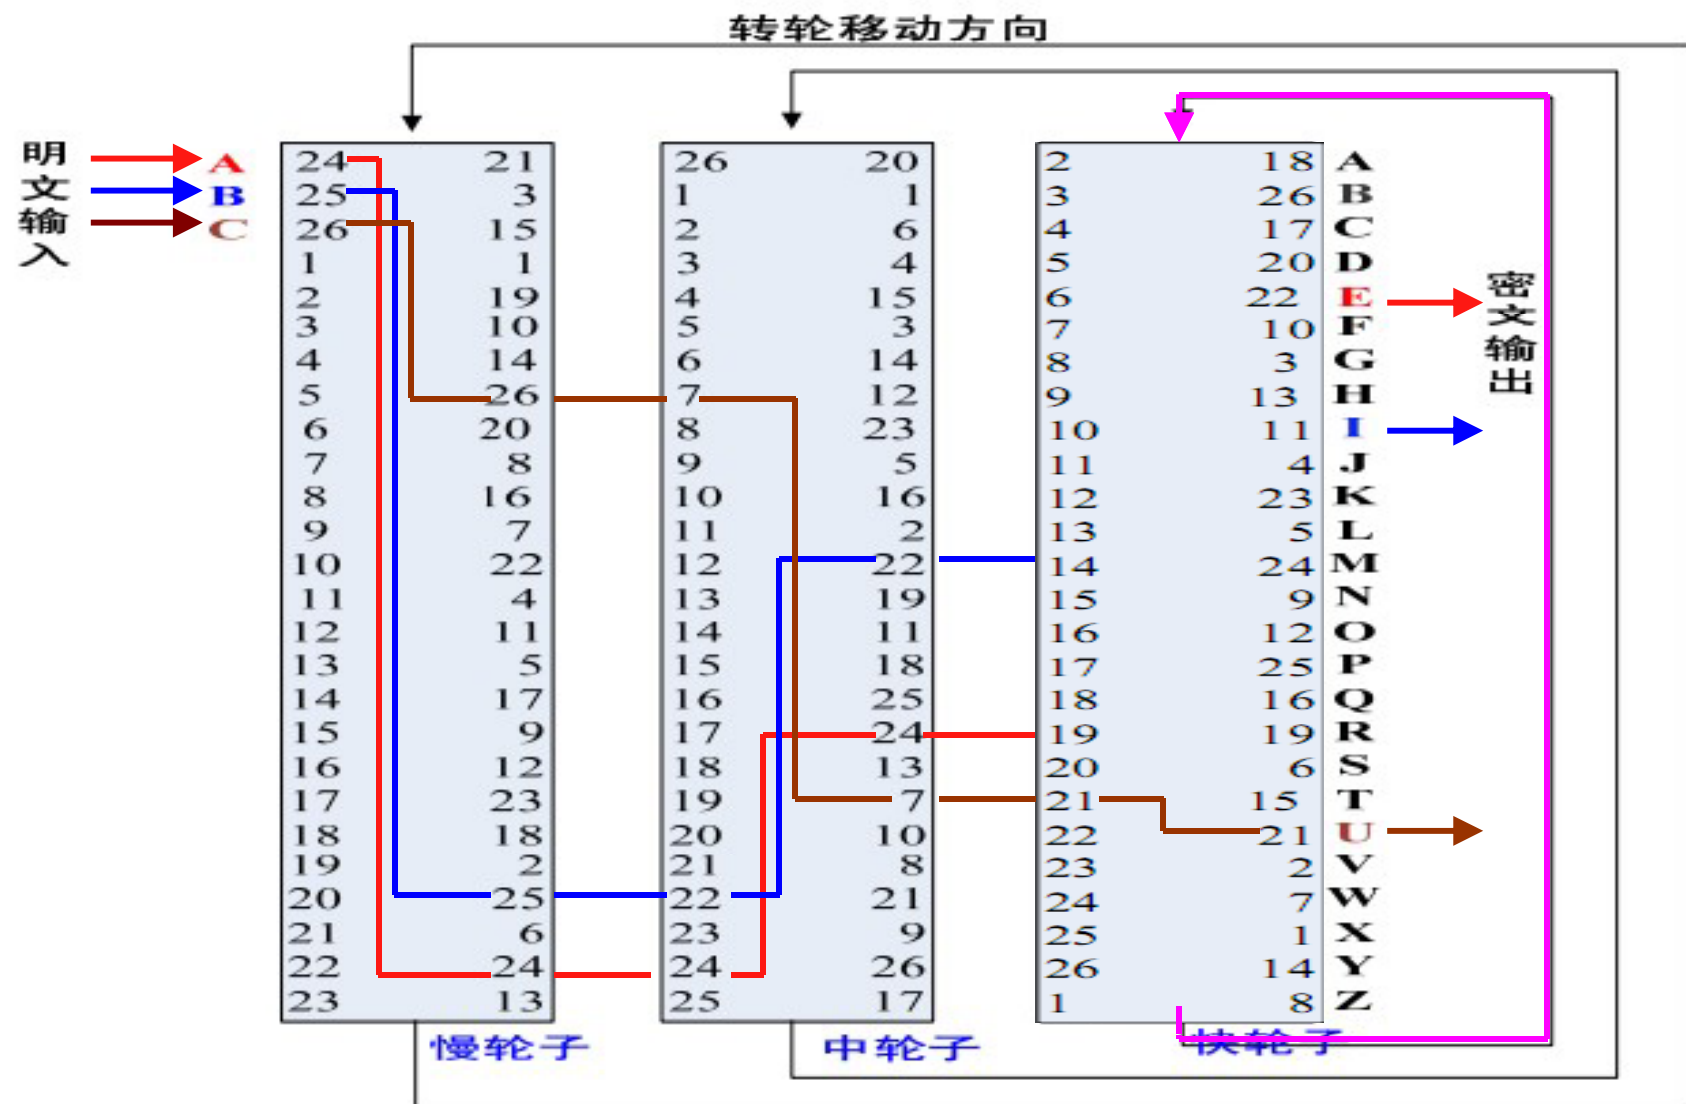 转轮移动方向
明文输入
A 24 21 26 20 2 18 A
B 25 3 1 1 3 26 B
C 26 15 2 6 4 17 C
1 1 3 4 5 20 D
2 19 4 15 6 22 E
3 10 5 3 7 10 F
4 14 6 14 8 3 G
5 26 7 12 9 13 H
6 20 8 23 10 11 I
7 8 9 5 11 4 J
8 16 10 16 12 23 K
9 7 11 2 13 5 L
10 22 12 22 14 24 M
11 4 13 19 15 9 N
12 11 14 11 16 12 O
13 5 15 18 17 25 P
14 17 16 25 18 16 Q
15 9 17 24 19 19 R
16 12 18 13 20 6 S
17 23 19 7 21 15 T
18 18 20 10 22 21 U
19 2 21 8 23 2 V
20 25 22 21 24 7 W
21 6 23 9 25 1 X
22 24 24 26 26 14 Y
23 13 25 17 1 8 Z
密文输出
慢轮子 中轮子 快轮子